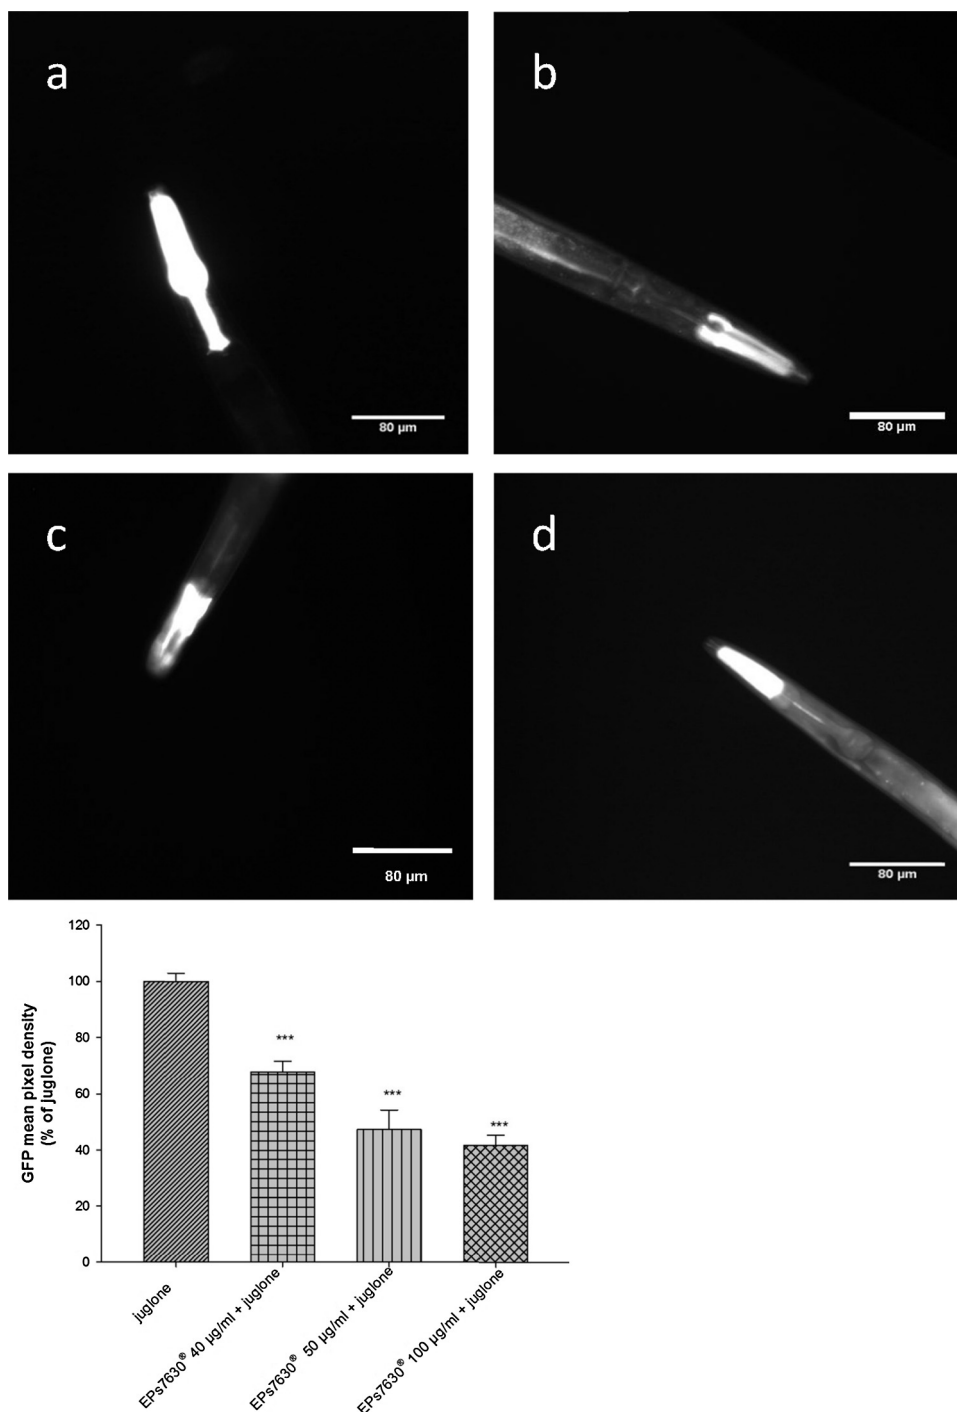 a
b
80 µm
80 µm
c
d
80 µm
80 µm
GFP mean pixel density
(% of juglone)
120
100
80
60
40
20
0
***
***
***
juglone
EPs7630® 40 µg/ml + juglone
EPs7630® 50 µg/ml + juglone
EPs7630® 100 µg/ml + juglone